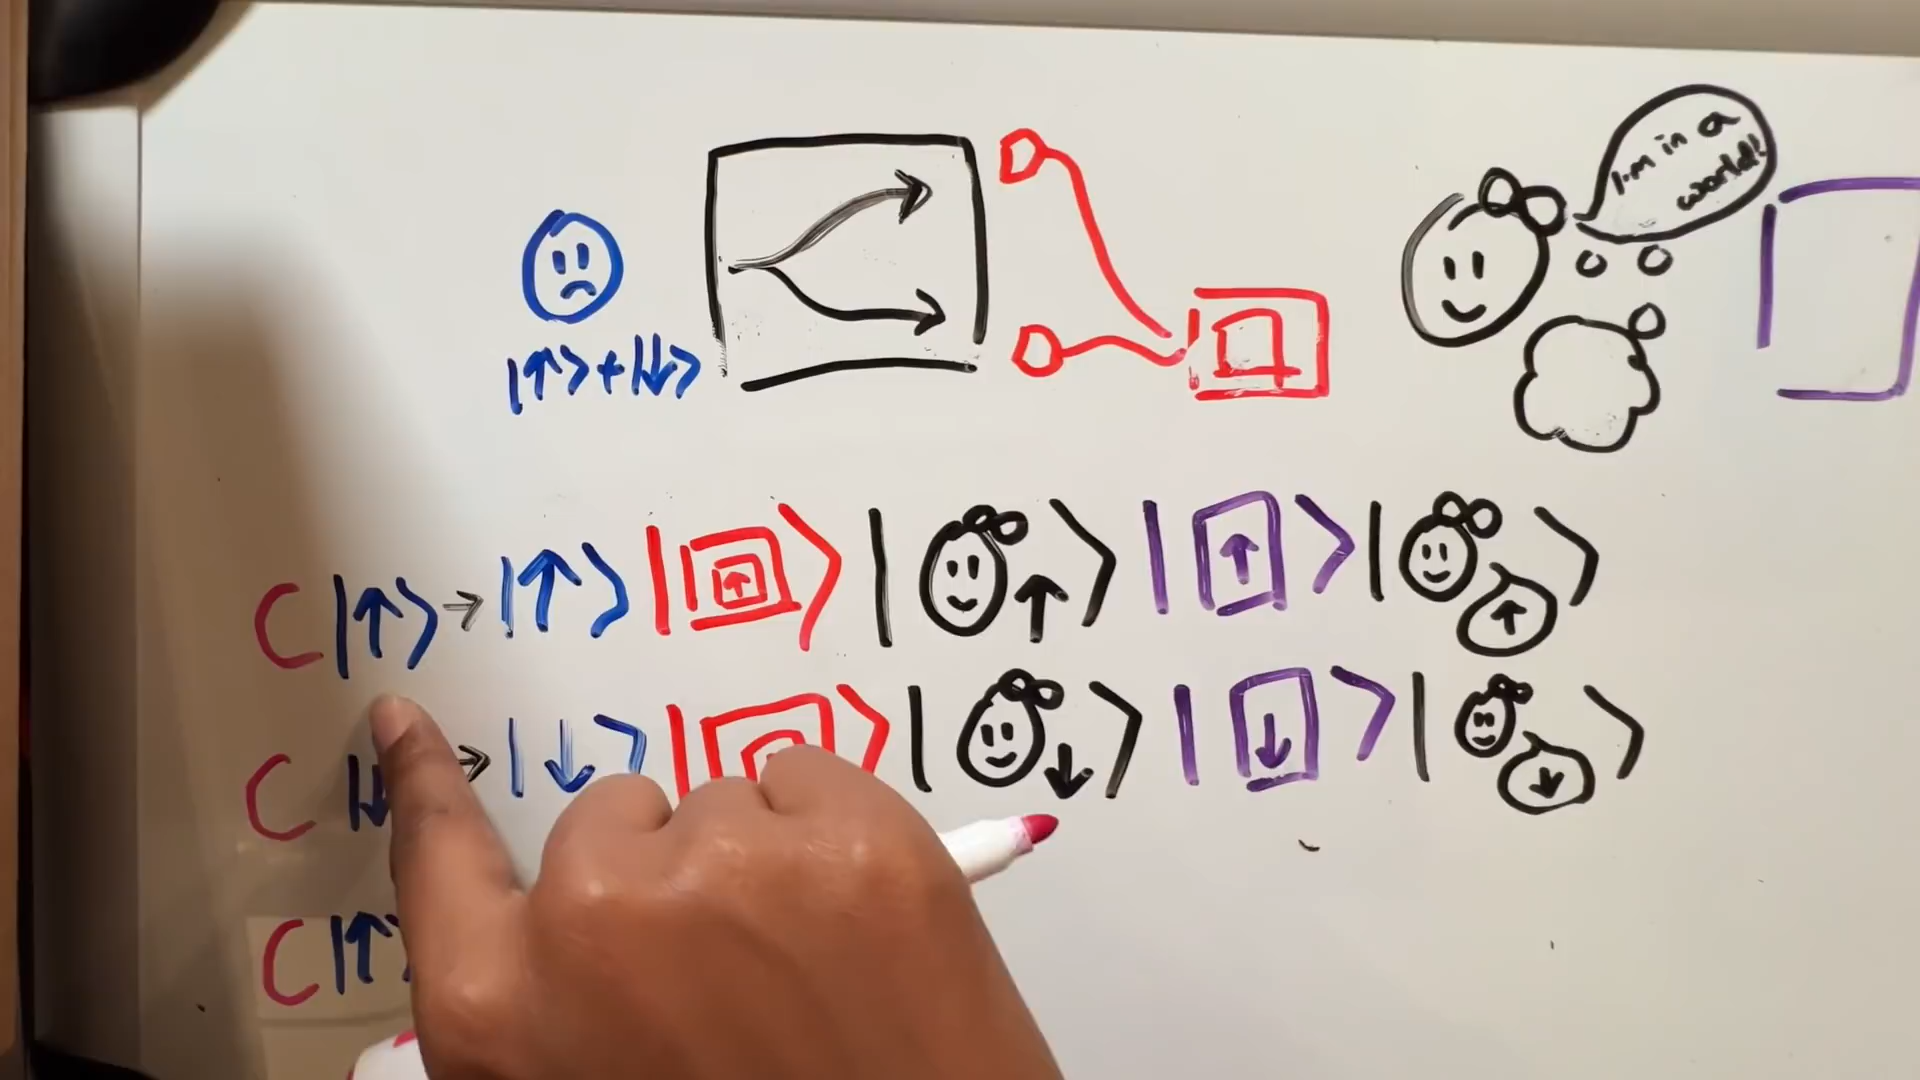 I'm in a
world!!
|↑⟩+|↓⟩
C |↑⟩ → |↑⟩ |↑⟩ | ↑⟩ |↑⟩ | ↑⟩
C |↓ → |↓⟩ | ⟩ | ↓⟩ |↓⟩ | ↓⟩
C |↑⟩